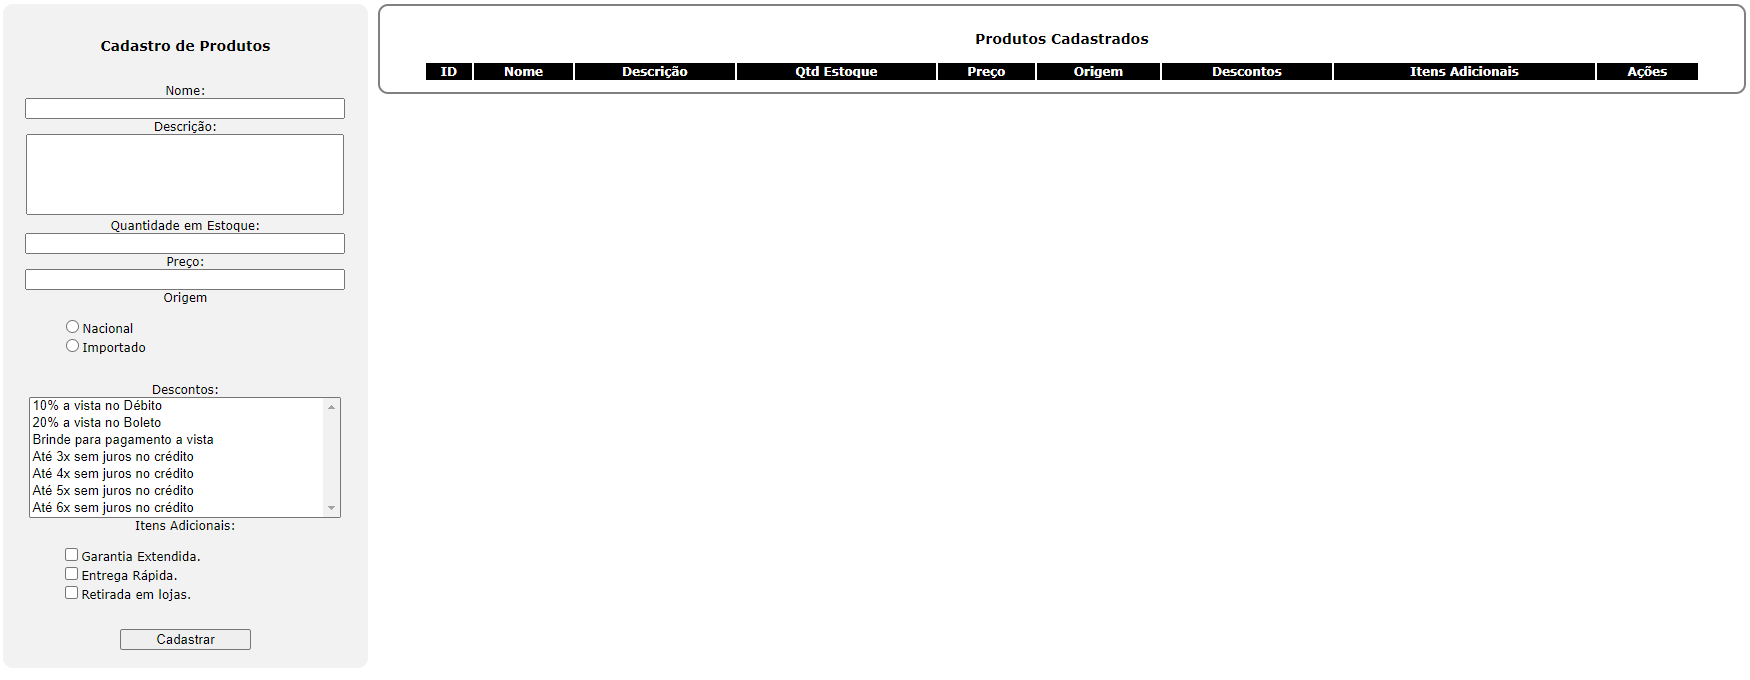 Cadastro de Produtos
Nome:
Descrição:
Quantidade em Estoque:
Preço:
Origem
Nacional
Importado
Descontos:
10% a vista no Débito
20% a vista no Boleto
Brinde para pagamento a vista
Até 3x sem juros no crédito
Até 4x sem juros no crédito
Até 5x sem juros no crédito
Até 6x sem juros no crédito
Itens Adicionais:
Garantia Extendida.
Entrega Rápida.
Retirada em lojas.
Cadastrar
Produtos Cadastrados
ID Nome Descrição Qtd Estoque Preço Origem Descontos Itens Adicionais Ações